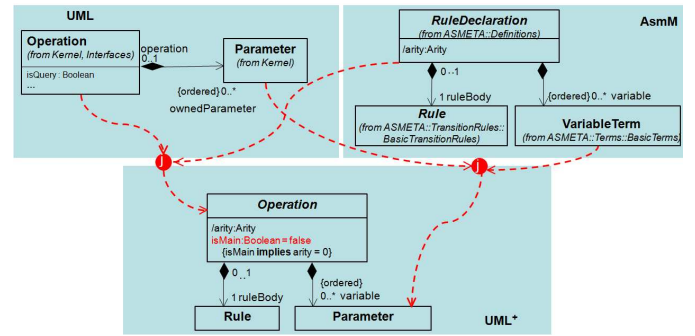 UML
Operation
(from Kernel, Interfaces)
isQuery : Boolean
...
operation
0..1
Parameter
(from Kernel)
{ordered} 0..*
ownedParameter
AsmM
RuleDeclaration
(from ASMETA::Definitions)
/arity:Arity
0..1
1 ruleBody
{ordered} 0..* variable
Rule
(from ASMETA::TransitionRules::
BasicTransitionRules)
VariableTerm
(from ASMETA::Terms::BasicTerms)
j
j
Operation
/arity:Arity
isMain:Boolean=false
{isMain implies arity = 0}
0..1
1 ruleBody
{ordered}
0..* variable
Rule
Parameter
UML+